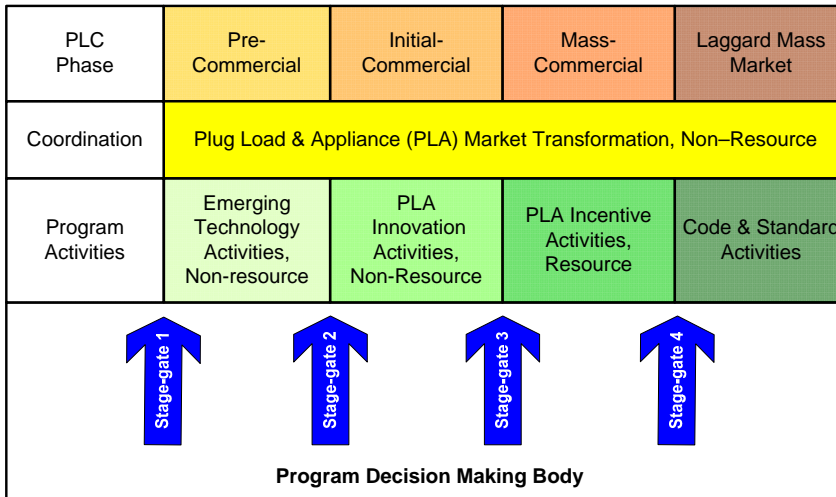 PLC
Phase
Pre-
Commercial
Initial-
Commercial
Mass-
Commercial
Laggard Mass
Market
Coordination
Plug Load & Appliance (PLA) Market Transformation, Non–Resource
Program
Activities
Emerging
Technology
Activities,
Non-resource
PLA
Innovation
Activities,
Non-Resource
PLA Incentive
Activities,
Resource
Code & Standard
Activities
Stage-gate 1
Stage-gate 2
Stage-gate 3
Stage-gate 4
Program Decision Making Body